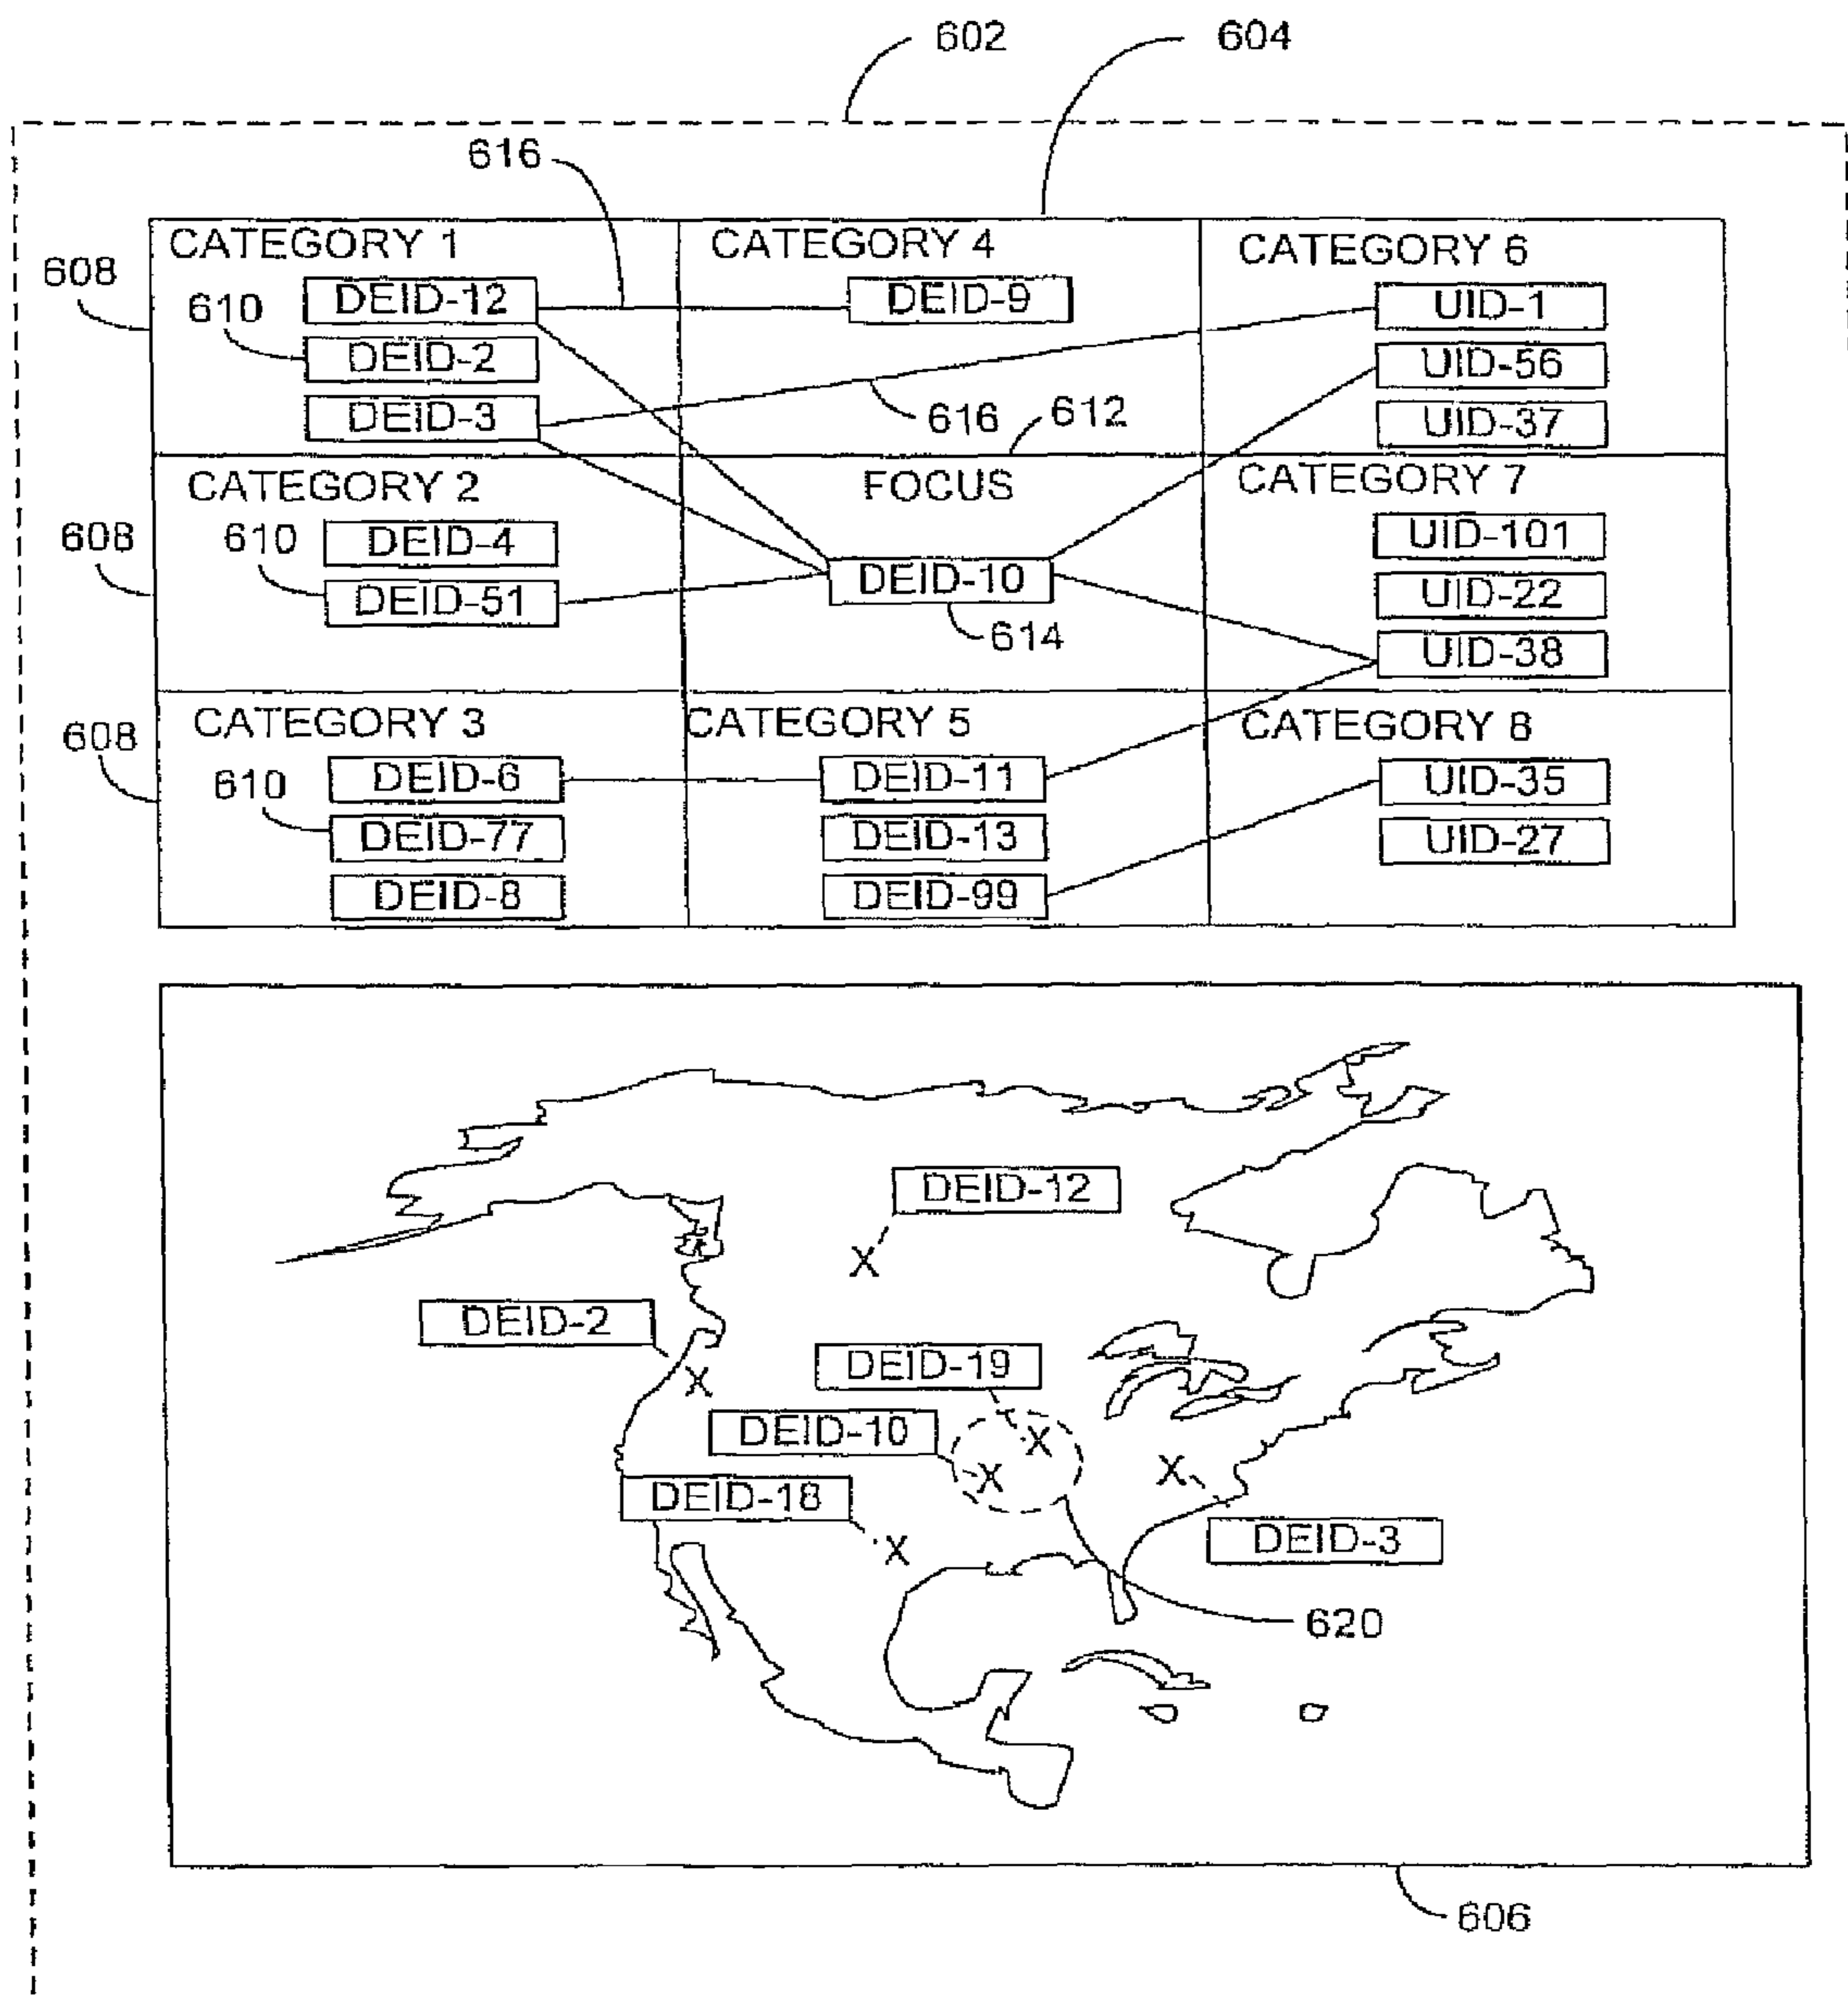 602
604
616
CATEGORY 1
CATEGORY 4
CATEGORY 6
608
610
DEID-12
DEID-9
UID-1
DEID-2
UID-56
DEID-3
616
612
UID-37
CATEGORY 2
FOCUS
CATEGORY 7
608
610
DEID-4
UID-101
DEID-51
DEID-10
UID-22
614
UID-38
608
CATEGORY 3
CATEGORY 5
CATEGORY 8
610
DEID-6
DEID-11
UID-35
DEID-77
DEID-13
UID-27
DEID-8
DEID-99
DEID-12
X
DEID-2
X
DEID-19
X
DEID-10
X
X
DEID-18
X
DEID-3
620
606